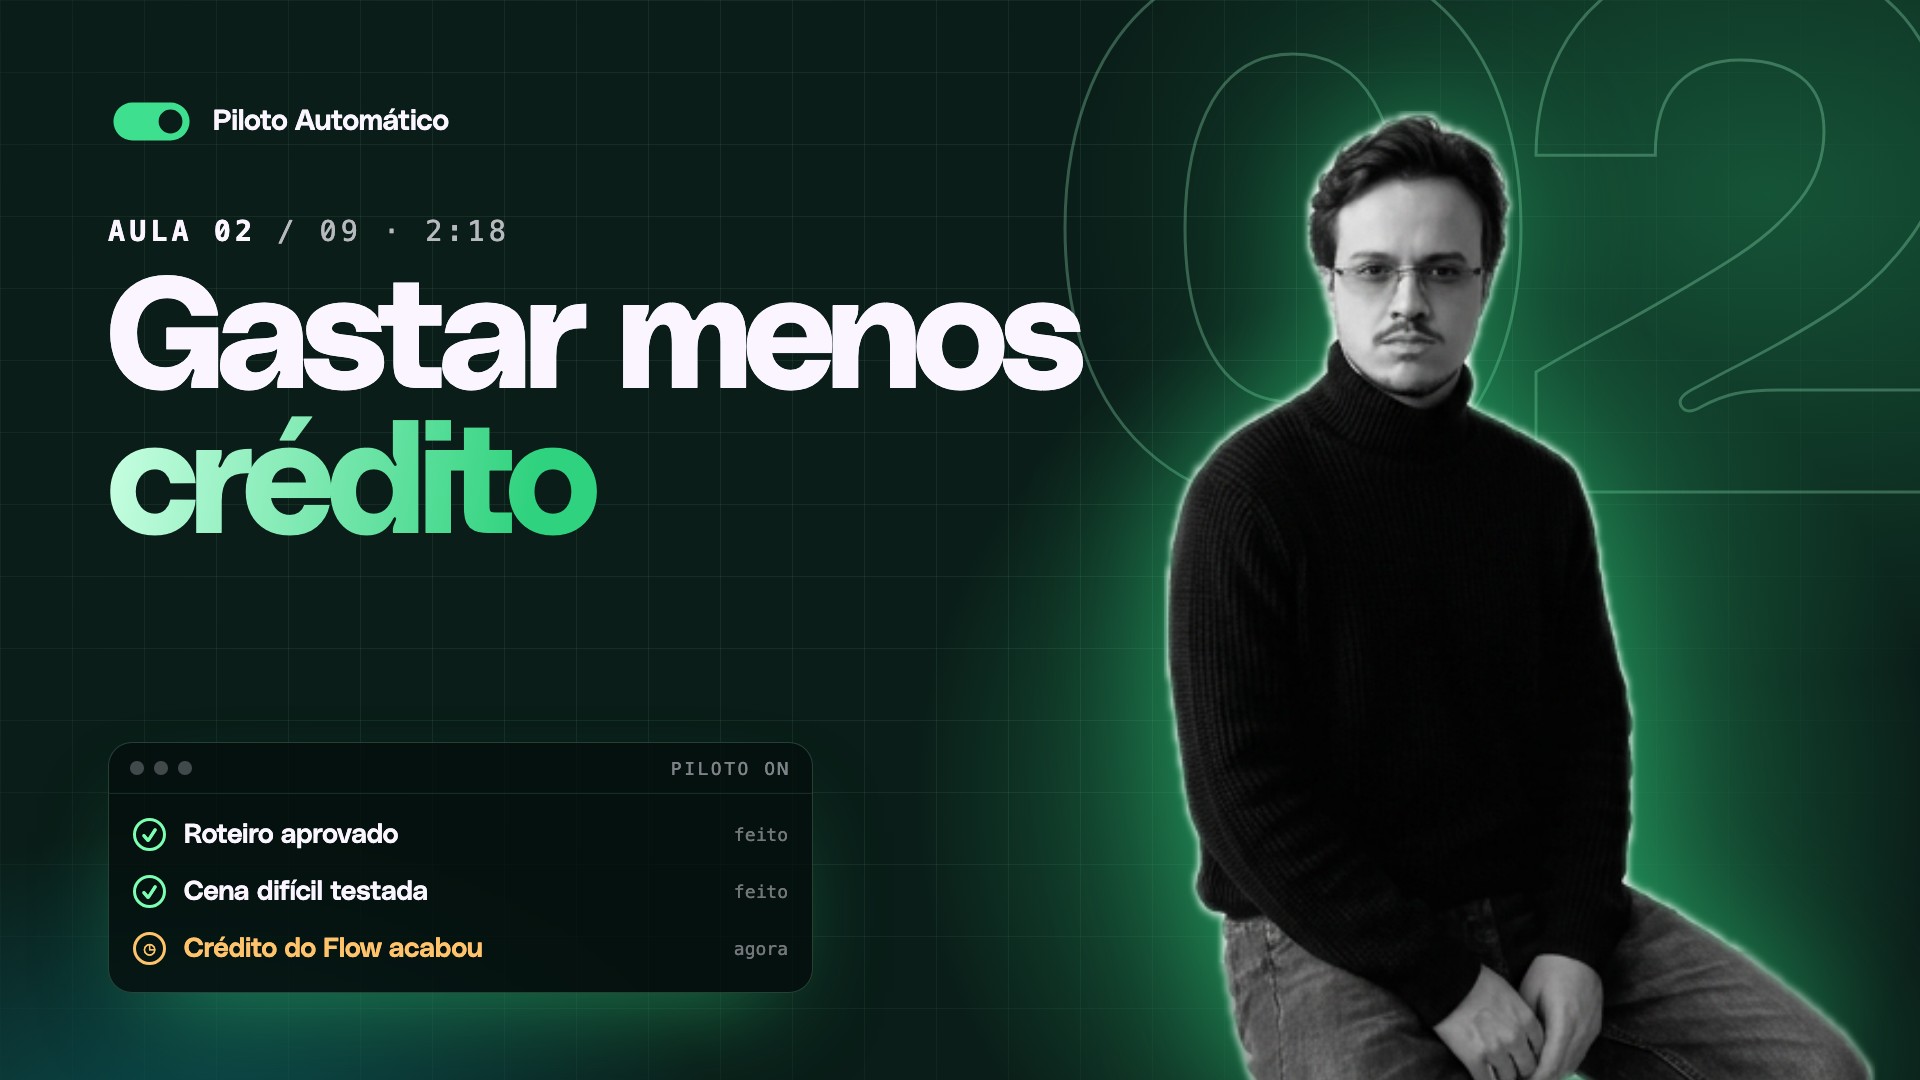 Piloto Automático
AULA 02 / 09 · 2:18
02
Gastar menos
crédito
PILOTO ON
Roteiro aprovado feito
Cena difícil testada feito
Crédito do Flow acabou agora